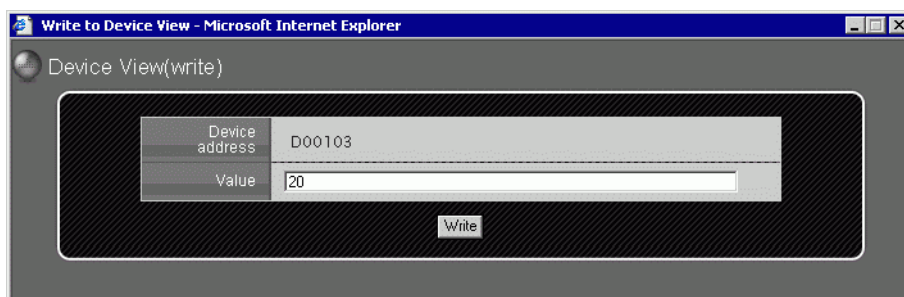 Write to Device View - Microsoft Internet Explorer
Device View(write)
Device
address
D00103
Value
20
Write